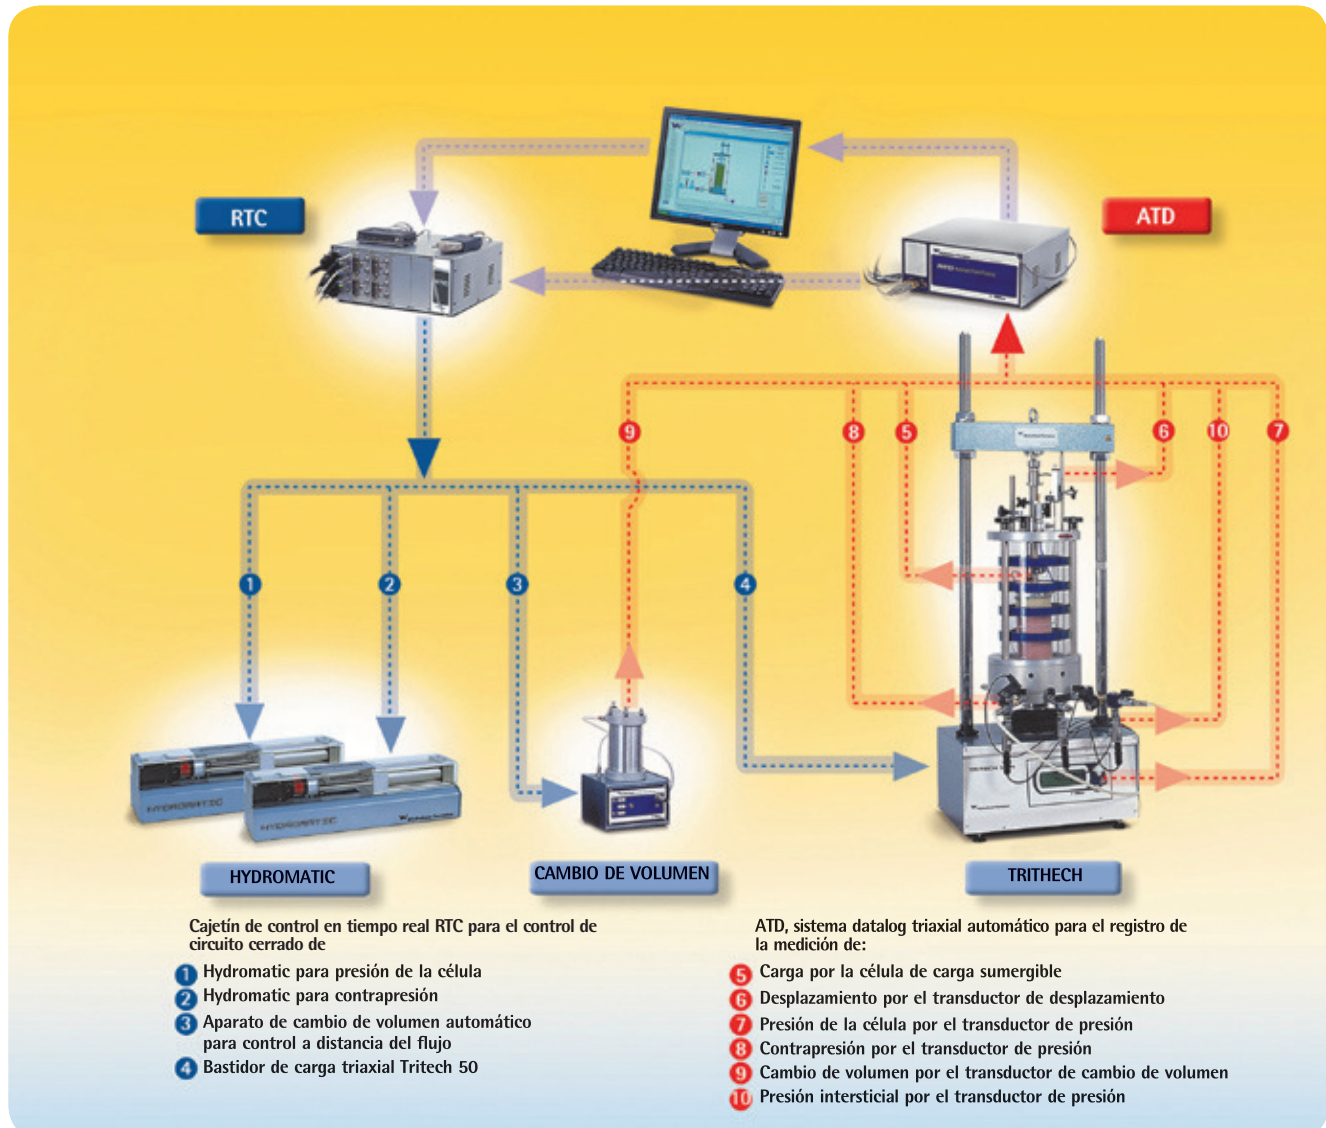 RTC
ATD
9
8
5
6
10
7
1
2
3
4
HYDROMATIC
HYDROMATIC
TRITECH
HYDROMATIC
CAMBIO DE VOLUMEN
TRITHECH
Cajetín de control en tiempo real RTC para el control de
circuito cerrado de
1 Hydromatic para presión de la célula
2 Hydromatic para contrapresión
3 Aparato de cambio de volumen automático
para control a distancia del flujo
4 Bastidor de carga triaxial Tritech 50
ATD, sistema datalog triaxial automático para el registro de
la medición de:
5 Carga por la célula de carga sumergible
6 Desplazamiento por el transductor de desplazamiento
7 Presión de la célula por el transductor de presión
8 Contrapresión por el transductor de presión
9 Cambio de volumen por el transductor de cambio de volumen
10 Presión intersticial por el transductor de presión